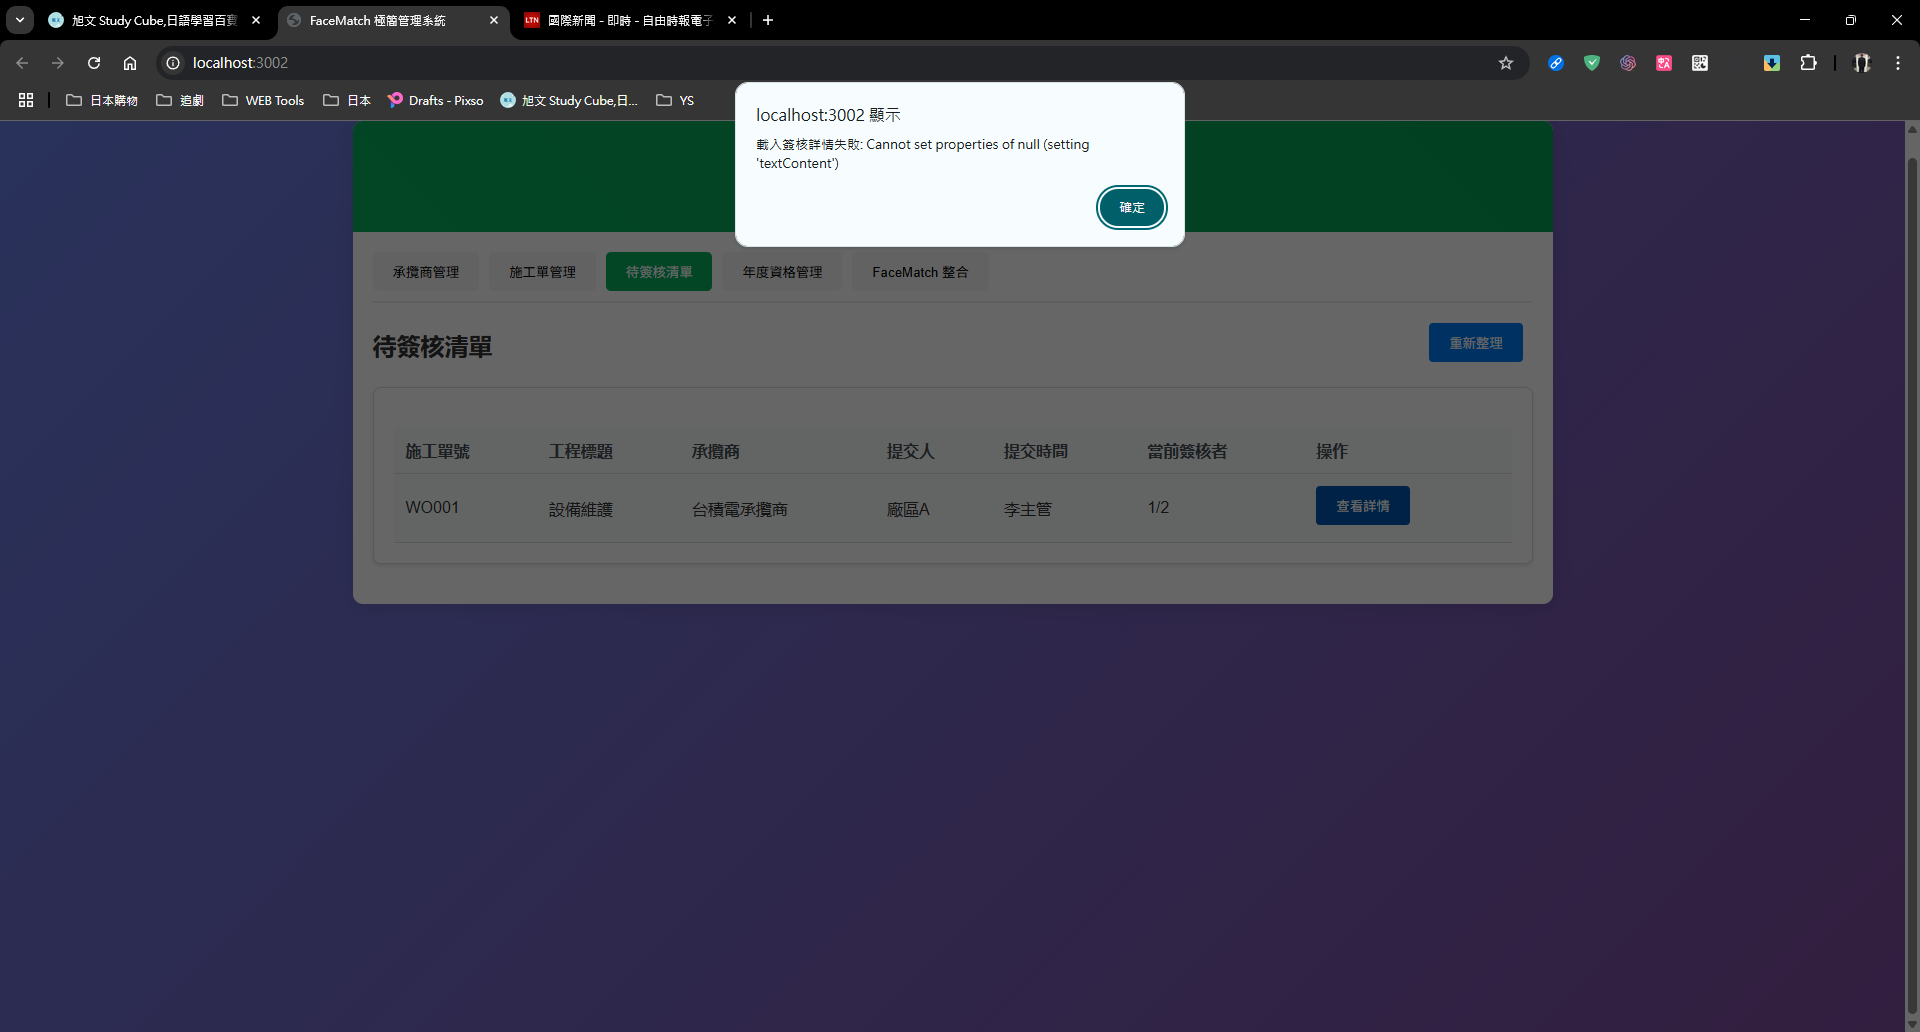 旭文 Study Cube,日語學習百寶
FaceMatch 極簡管理系統
LTN
國際新聞 - 即時 - 自由時報電子
localhost:3002
日本購物
追劇
WEB Tools
日本
Drafts - Pixso
旭文 Study Cube,日...
YS
localhost:3002 顯示
載入簽核詳情失敗: Cannot set properties of null (setting
'textContent')
確定
承攬商管理
施工單管理
待簽核清單
年度資格管理
FaceMatch 整合
待簽核清單
重新整理
施工單號 工程標題 承攬商 提交人 提交時間 當前簽核者 操作
WO001 設備維護 台積電承攬商 廠區A 李主管 1/2 查看詳情